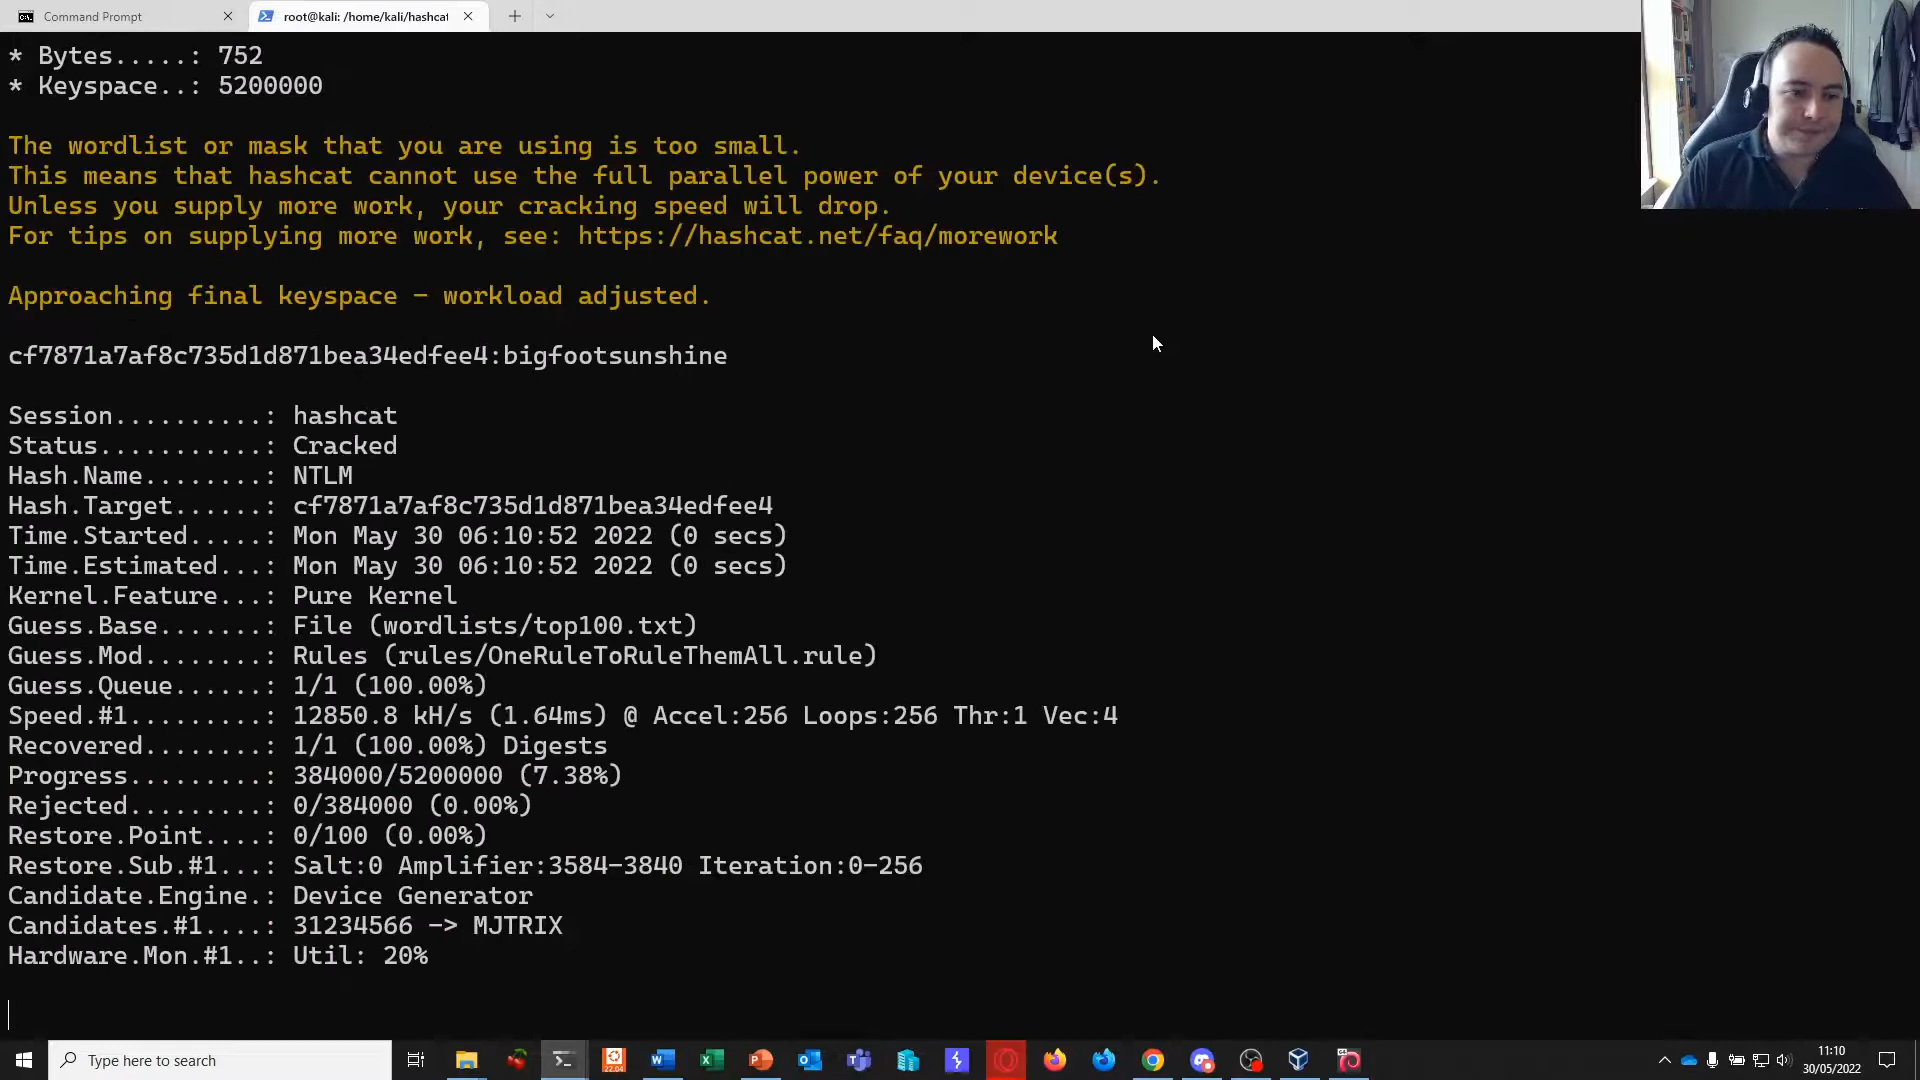 Command Prompt
root@kali: /home/kali/hashcat
* Bytes.....: 752
* Keyspace..: 5200000
The wordlist or mask that you are using is too small.
This means that hashcat cannot use the full parallel power of your device(s).
Unless you supply more work, your cracking speed will drop.
For tips on supplying more work, see: https://hashcat.net/faq/morework
Approaching final keyspace - workload adjusted.
cf7871a7af8c735d1d871bea34edfee4:bigfootsunshine
Session..........: hashcat
Status...........: Cracked
Hash.Name........: NTLM
Hash.Target......: cf7871a7af8c735d1d871bea34edfee4
Time.Started.....: Mon May 30 06:10:52 2022 (0 secs)
Time.Estimated...: Mon May 30 06:10:52 2022 (0 secs)
Kernel.Feature...: Pure Kernel
Guess.Base.......: File (wordlists/top100.txt)
Guess.Mod........: Rules (rules/OneRuleToRuleThemAll.rule)
Guess.Queue......: 1/1 (100.00%)
Speed.#1.........: 12850.8 kH/s (1.64ms) @ Accel:256 Loops:256 Thr:1 Vec:4
Recovered........: 1/1 (100.00%) Digests
Progress.........: 384000/5200000 (7.38%)
Rejected.........: 0/384000 (0.00%)
Restore.Point....: 0/100 (0.00%)
Restore.Sub.#1...: Salt:0 Amplifier:3584-3840 Iteration:0-256
Candidate.Engine.: Device Generator
Candidates.#1....: 31234566 -> MJTRIX
Hardware.Mon.#1..: Util: 20%
Type here to search
22.04
11:10
30/05/2022